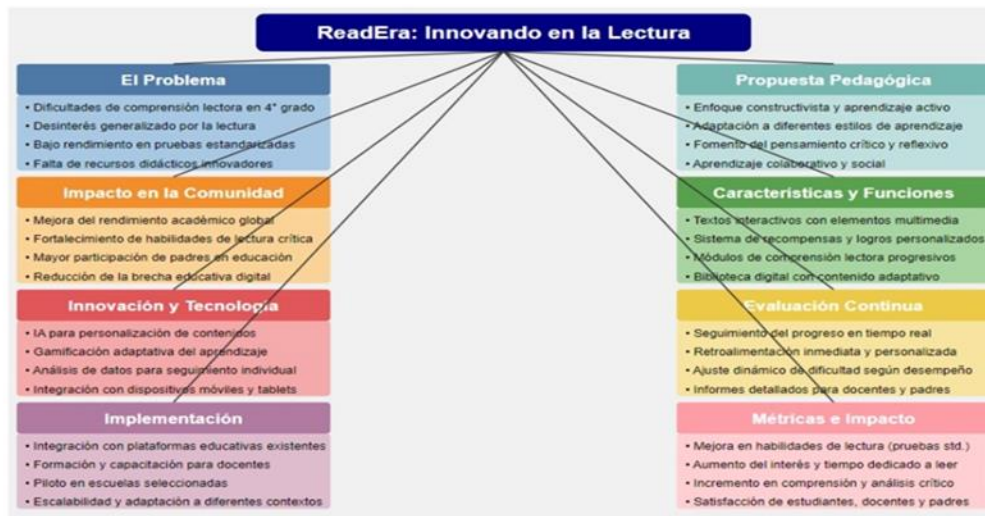 ReadEra: Innovando en la Lectura
El Problema
• Dificultades de comprensión lectora en 4° grado
• Desinterés generalizado por la lectura
• Bajo rendimiento en pruebas estandarizadas
• Falta de recursos didácticos innovadores
Impacto en la Comunidad
• Mejora del rendimiento académico global
• Fortalecimiento de habilidades de lectura crítica
• Mayor participación de padres en educación
• Reducción de la brecha educativa digital
Innovación y Tecnología
• IA para personalización de contenidos
• Gamificación adaptativa del aprendizaje
• Análisis de datos para seguimiento individual
• Integración con dispositivos móviles y tablets
Implementación
• Integración con plataformas educativas existentes
• Formación y capacitación para docentes
• Piloto en escuelas seleccionadas
• Escalabilidad y adaptación a diferentes contextos
Propuesta Pedagógica
• Enfoque constructivista y aprendizaje activo
• Adaptación a diferentes estilos de aprendizaje
• Fomento del pensamiento crítico y reflexivo
• Aprendizaje colaborativo y social
Características y Funciones
• Textos interactivos con elementos multimedia
• Sistema de recompensas y logros personalizados
• Módulos de comprensión lectora progresivos
• Biblioteca digital con contenido adaptativo
Evaluación Continua
• Seguimiento del progreso en tiempo real
• Retroalimentación inmediata y personalizada
• Ajuste dinámico de dificultad según desempeño
• Informes detallados para docentes y padres
Métricas e Impacto
• Mejora en habilidades de lectura (pruebas std.)
• Aumento del interés y tiempo dedicado a leer
• Incremento en comprensión y análisis crítico
• Satisfacción de estudiantes, docentes y padres